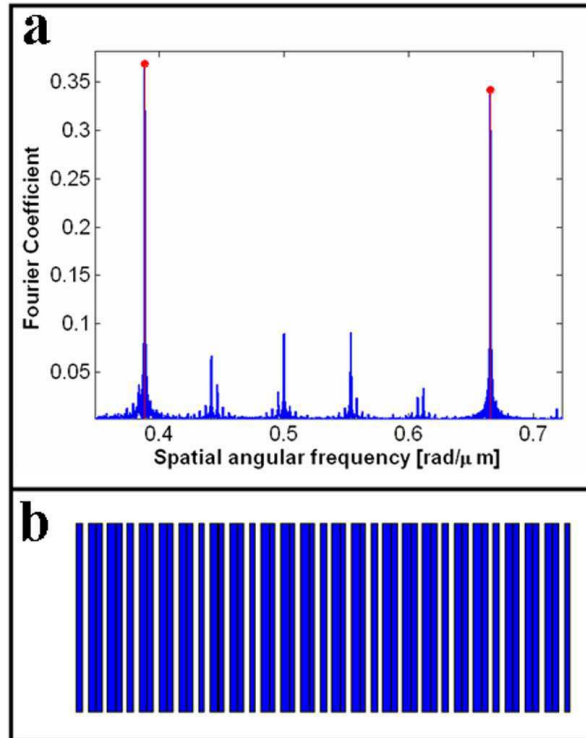 a
0.35
0.3
0.25
0.2
0.15
0.1
0.05
Fourier Coefficient
0.4 0.5 0.6 0.7
Spatial angular frequency [rad/μ m]
b